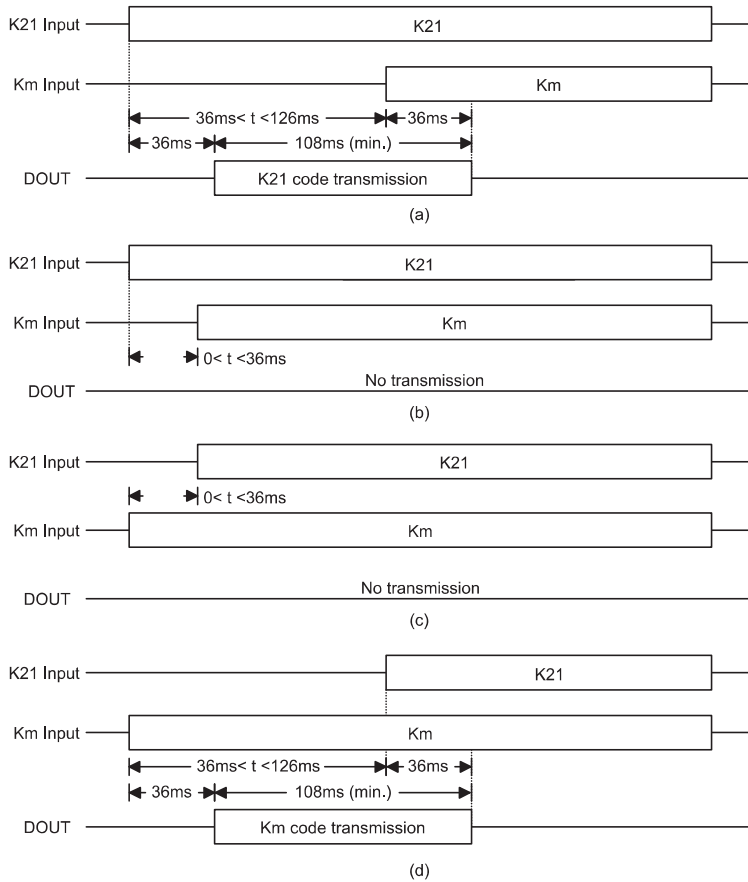 K21 Input K21
Km Input Km
36ms< t <126ms 36ms
36ms 108ms (min.)
DOUT K21 code transmission
(a)
K21 Input K21
Km Input Km
0< t <36ms
No transmission
DOUT
(b)
K21 Input K21
0< t <36ms
Km Input Km
No transmission
DOUT
(c)
K21 Input K21
Km Input Km
36ms< t <126ms 36ms
36ms 108ms (min.)
DOUT Km code transmission
(d)